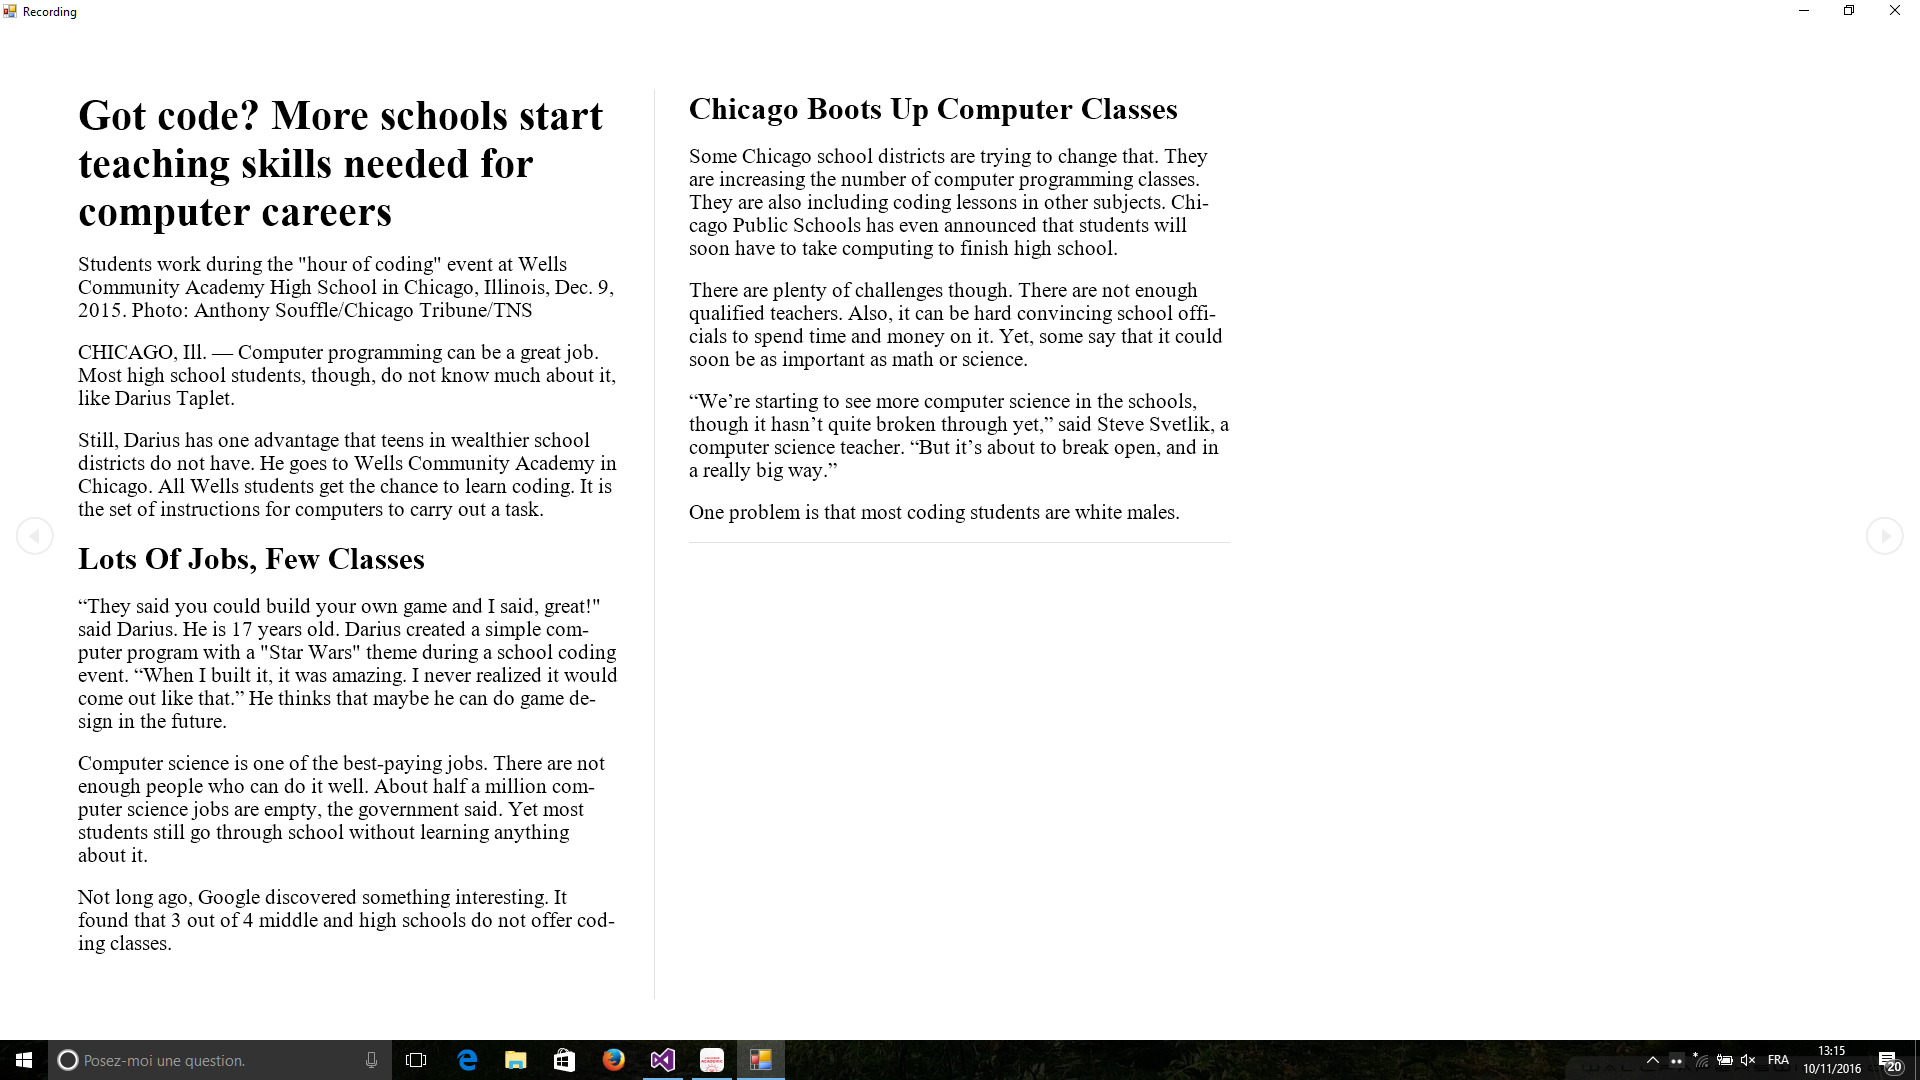 Recording
Got code? More schools start
teaching skills needed for
computer careers
Students work during the "hour of coding" event at Wells
Community Academy High School in Chicago, Illinois, Dec. 9,
2015. Photo: Anthony Souffle/Chicago Tribune/TNS
CHICAGO, Ill. — Computer programming can be a great job.
Most high school students, though, do not know much about it,
like Darius Taplet.
Still, Darius has one advantage that teens in wealthier school
districts do not have. He goes to Wells Community Academy in
Chicago. All Wells students get the chance to learn coding. It is
the set of instructions for computers to carry out a task.
Lots Of Jobs, Few Classes
“They said you could build your own game and I said, great!"
said Darius. He is 17 years old. Darius created a simple com-
puter program with a "Star Wars" theme during a school coding
event. “When I built it, it was amazing. I never realized it would
come out like that.” He thinks that maybe he can do game de-
sign in the future.
Computer science is one of the best-paying jobs. There are not
enough people who can do it well. About half a million com-
puter science jobs are empty, the government said. Yet most
students still go through school without learning anything
about it.
Not long ago, Google discovered something interesting. It
found that 3 out of 4 middle and high schools do not offer cod-
ing classes.
Chicago Boots Up Computer Classes
Some Chicago school districts are trying to change that. They
are increasing the number of computer programming classes.
They are also including coding lessons in other subjects. Chi-
cago Public Schools has even announced that students will
soon have to take computing to finish high school.
There are plenty of challenges though. There are not enough
qualified teachers. Also, it can be hard convincing school offi-
cials to spend time and money on it. Yet, some say that it could
soon be as important as math or science.
“We’re starting to see more computer science in the schools,
though it hasn’t quite broken through yet,” said Steve Svetlik, a
computer science teacher. “But it’s about to break open, and in
a really big way.”
One problem is that most coding students are white males.
Posez-moi une question.
FRA
13:15
10/11/2016
20